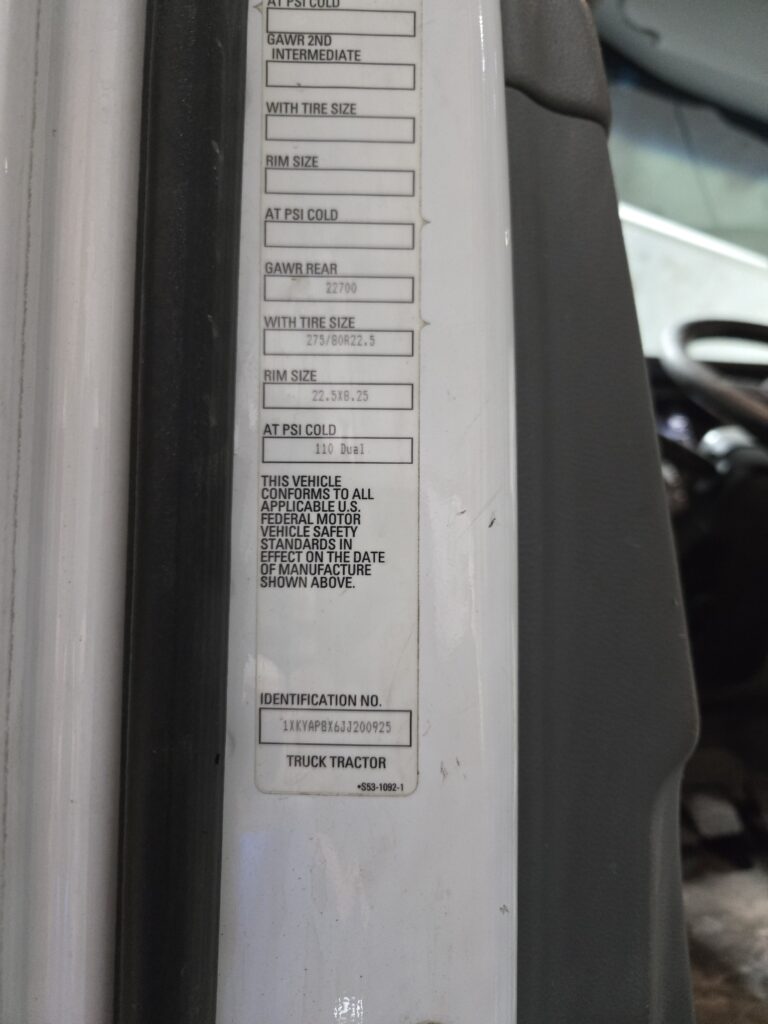 AT PSI COLD
GAWR 2ND
INTERMEDIATE
WITH TIRE SIZE
RIM SIZE
AT PSI COLD
GAWR REAR
22700
WITH TIRE SIZE
275/80R22.5
RIM SIZE
22.5X8.25
AT PSI COLD
110 Dual
THIS VEHICLE
CONFORMS TO ALL
APPLICABLE U.S.
FEDERAL MOTOR
VEHICLE SAFETY
STANDARDS IN
EFFECT ON THE DATE
OF MANUFACTURE
SHOWN ABOVE.
IDENTIFICATION NO.
1XKYAP8X6JJ200925
TRUCK TRACTOR
*S53-1092-1